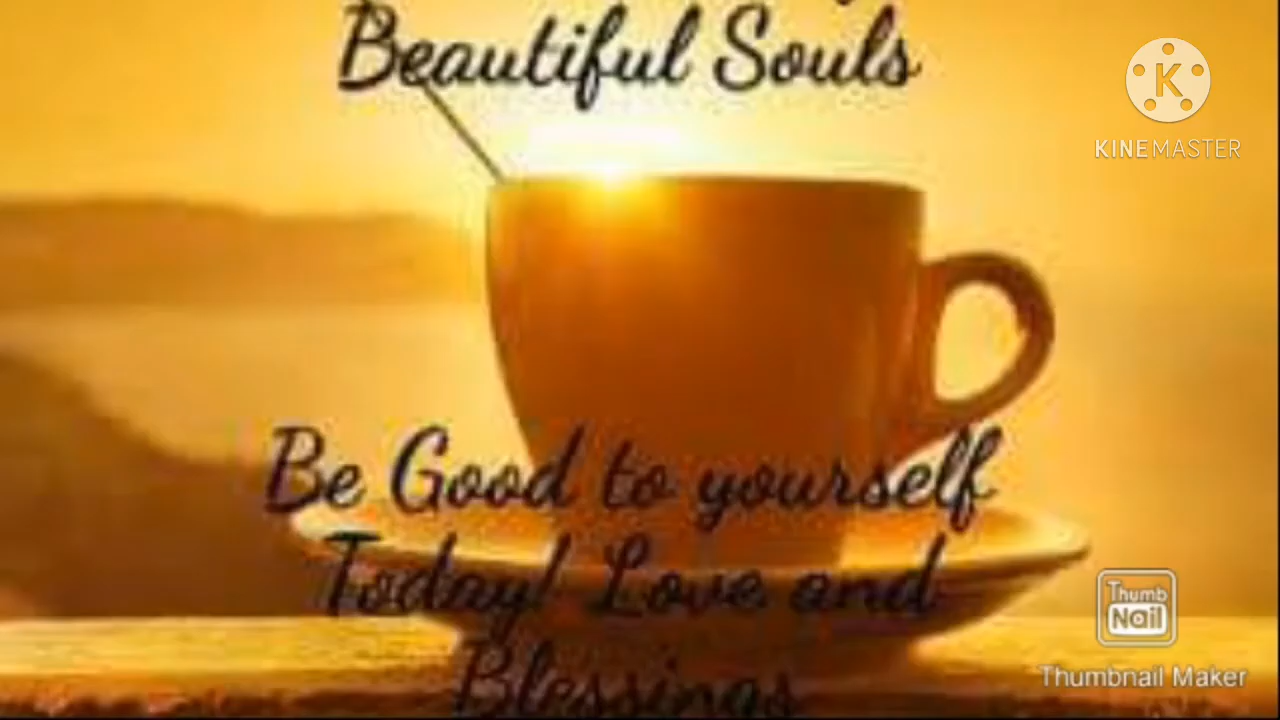 Beautiful Souls
KINEMASTER
Be Good to yourself
Today! Love and
Blessings
Thumb
Nail
Thumbnail Maker